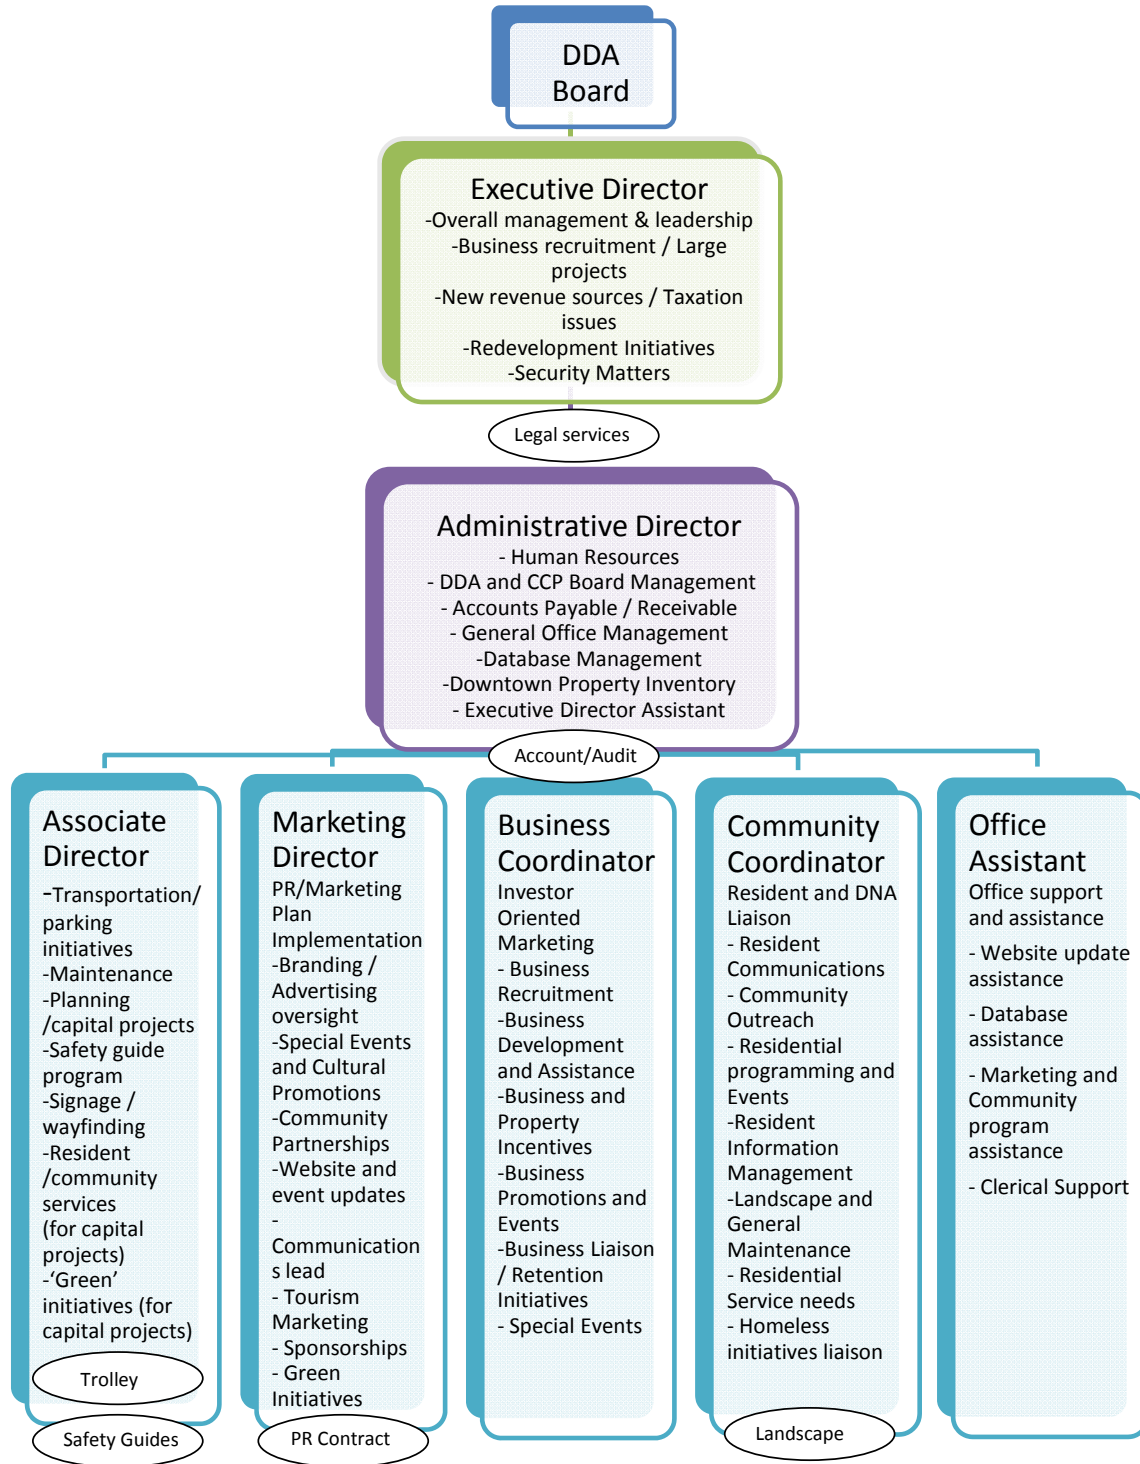 DDA
Board
Executive Director
-Overall management & leadership
-Business recruitment / Large
projects
-New revenue sources / Taxation
issues
-Redevelopment Initiatives
-Security Matters
Legal services
Administrative Director
- Human Resources
- DDA and CCP Board Management
- Accounts Payable / Receivable
- General Office Management
-Database Management
-Downtown Property Inventory
- Executive Director Assistant
Account/Audit
Associate
Director
-Transportation/
parking
initiatives
-Maintenance
-Planning
/capital projects
-Safety guide
program
-Signage /
wayfinding
-Resident
/community
services
(for capital
projects)
-‘Green’
initiatives (for
capital projects)
Trolley
Safety Guides
Marketing
Director
PR/Marketing
Plan
Implementation
-Branding /
Advertising
oversight
-Special Events
and Cultural
Promotions
-Community
Partnerships
-Website and
event updates
-
Communication
s lead
- Tourism
Marketing
- Sponsorships
- Green
Initiatives
PR Contract
Business
Coordinator
Investor
Oriented
Marketing
- Business
Recruitment
-Business
Development
and Assistance
-Business and
Property
Incentives
-Business
Promotions and
Events
-Business Liaison
/ Retention
Initiatives
- Special Events
Community
Coordinator
Resident and DNA
Liaison
- Resident
Communications
- Community
Outreach
- Residential
programming and
Events
-Resident
Information
Management
-Landscape and
General
Maintenance
- Residential
Service needs
- Homeless
initiatives liaison
Landscape
Office
Assistant
Office support
and assistance
- Website update
assistance
- Database
assistance
- Marketing and
Community
program
assistance
- Clerical Support